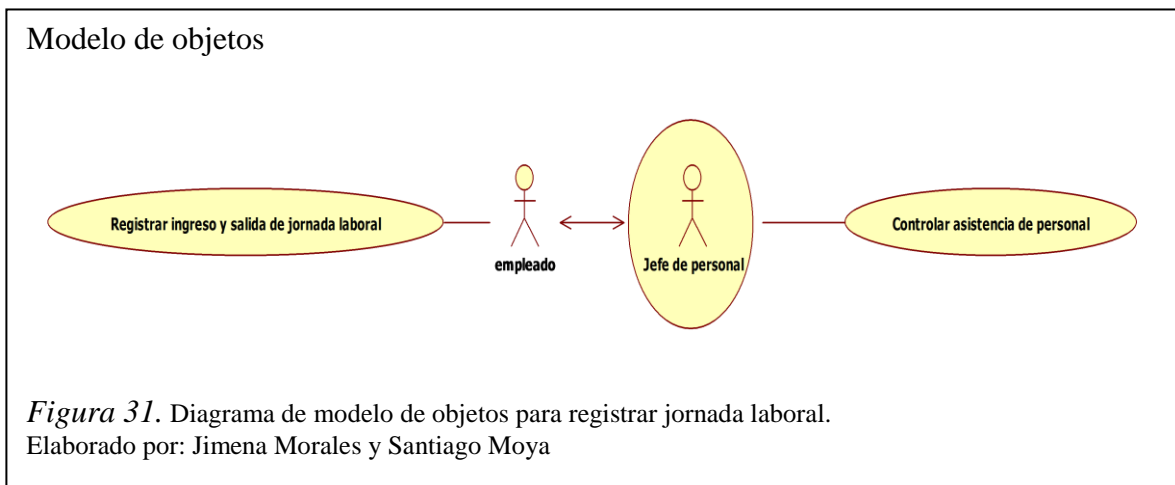 Modelo de objetos
Registrar ingreso y salida de jornada laboral
empleado
Jefe de personal
Controlar asistencia de personal
Figura 31. Diagrama de modelo de objetos para registrar jornada laboral.
Elaborado por: Jimena Morales y Santiago Moya